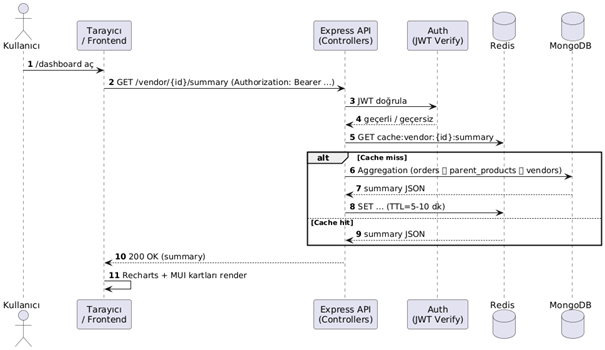 Kullanıcı
Tarayıcı
/ Frontend
Express API
(Controllers)
Auth
(JWT Verify)
Redis
MongoDB
1 /dashboard aç
2 GET /vendor/{id}/summary (Authorization: Bearer ...)
3 JWT doğrula
4 geçerli / geçersiz
5 GET cache:vendor:{id}:summary
alt [Cache miss]
6 Aggregation (orders parent_products vendors)
7 summary JSON
8 SET ... (TTL=5-10 dk)
[Cache hit]
9 summary JSON
10 200 OK (summary)
11 Recharts + MUI kartları render
Kullanıcı
Tarayıcı
/ Frontend
Express API
(Controllers)
Auth
(JWT Verify)
Redis
MongoDB